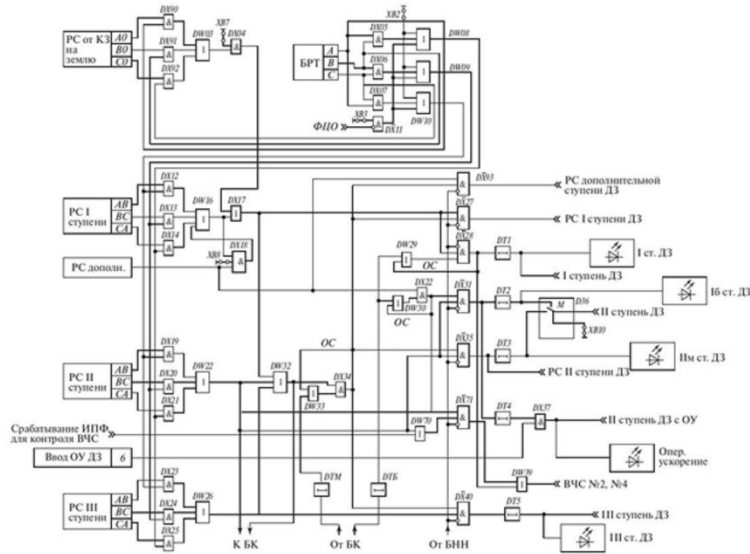 РС от КЗ
на
землю
A0
B0
C0
DX90
DX91
DX92
DW03
XB7
DX04
БРТ
A
B
C
XB2
DX05
DX06
DX07
DW08
DW09
DW10
XB3
DX11
ФЦО
РС I
ступени
AB
BC
CA
DX12
DX13
DX14
DW16
DX17
XB8
DX18
РС дополн.
DX93
РС дополнительной
ступени ДЗ
DX27
РС I ступени ДЗ
DX28
DW29
ОС
DT1
I ст. ДЗ
I ступень ДЗ
DX22
DW30
ОС
DX31
DT2
Iб ст. ДЗ
M
D36
II ступень ДЗ
XB10
DX35
DT3
IIм ст. ДЗ
РС II ступени ДЗ
РС II
ступени
AB
BC
CA
DX19
DX20
DX21
DW22
DW32
ОС
DW33
DX34
DX71
DW70
DT4
DX37
II ступень ДЗ с ОУ
Опер.
ускорение
Срабатывание ИПФ
для контроля ВЧС
Ввод ОУ ДЗ
6
DW39
ВЧС №2, №4
РС III
ступени
AB
BC
CA
DX23
DX24
DX25
DW26
DTM
DTБ
DX40
DT5
III ступень ДЗ
III ст. ДЗ
К БК
От БК
От БНН